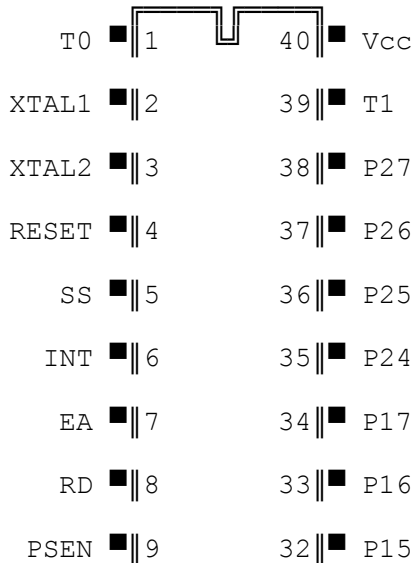 T0 1 40 Vcc
XTAL1 2 39 T1
XTAL2 3 38 P27
RESET 4 37 P26
SS 5 36 P25
INT 6 35 P24
EA 7 34 P17
RD 8 33 P16
PSEN 9 32 P15